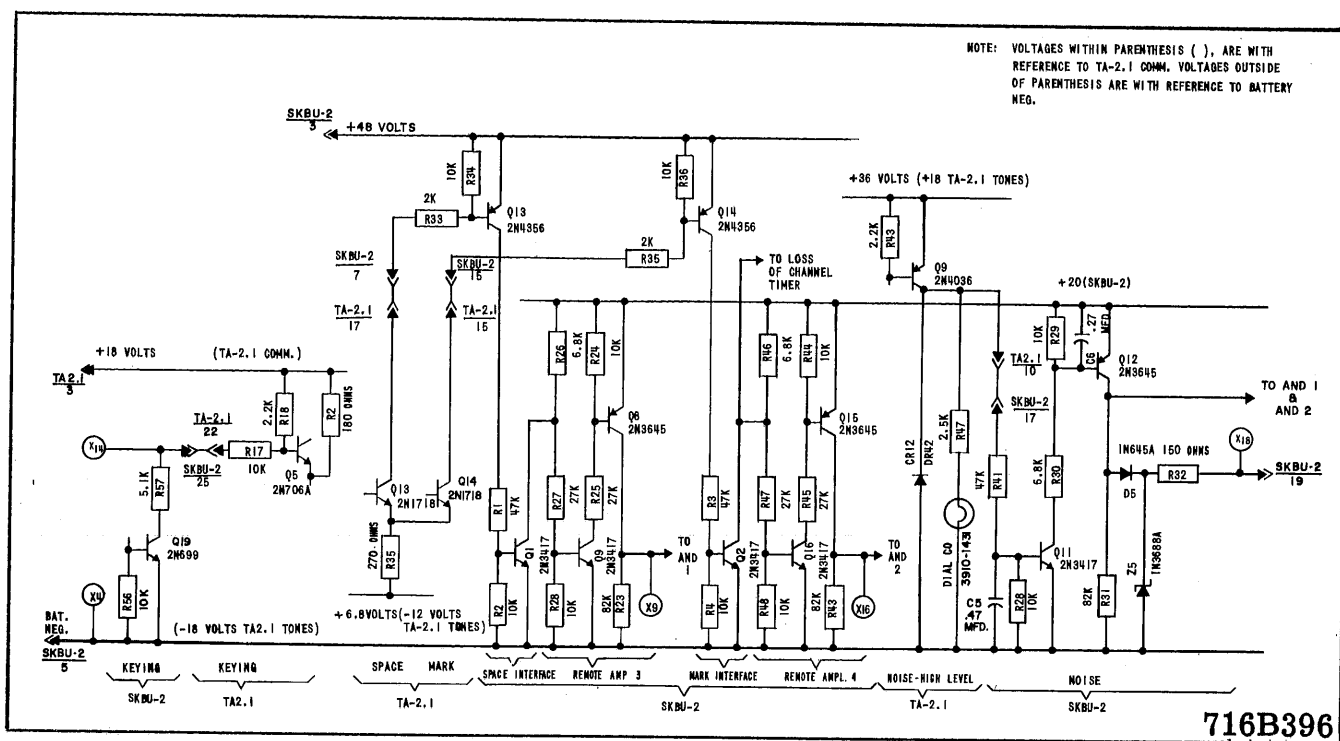 NOTE: VOLTAGES WITHIN PARENTHESIS ( ), ARE WITH
REFERENCE TO TA-2.1 COMM. VOLTAGES OUTSIDE
OF PARENTHESIS ARE WITH REFERENCE TO BATTERY
NEG.
SKBU-2
3
+48 VOLTS
10K
R34
10K
R36
2K
R33
Q13
2N4356
Q14
2N4356
2K
R35
+36 VOLTS (+18 TA-2.1 TONES)
2.2K
R43
Q9
2N4036
SKBU-2
7
SKBU-2
15
TO LOSS
OF CHANNEL
TIMER
TA-2.1
17
TA-2.1
15
+20(SKBU-2)
R26
6.8K
R24
10K
R46
6.8K
R44
10K
10K
R29
.27
MFD
C6
Q12
2N3645
+18 VOLTS
(TA-2.1 COMM.)
TA2.1
3
2.2K
R18
R2
180 OHMS
TA-2.1
10
SKBU-2
17
TO AND 1
&
AND 2
X14
TA-2.1
22
R17
10K
SKBU-2
25
Q5
2N706A
Q8
2N3645
Q15
2N3645
CR12
DR42
2.5K
R47
X18
5.1K
R57
Q13
2N1718
Q14
2N1718
R1
47K
R27
27K
R25
27K
R3
47K
R47
27K
R45
27K
47K
R41
6.8K
R30
1N645A
150 OHMS
D5
R32
SKBU-2
19
Q19
2N699
270 OHMS
R35
Q1
2N3417
Q9
2N3417
TO
AND
1
Q2
2N3417
Q16
2N3417
TO
AND
2
DIAL CO
3910-1431
Q11
2N3417
Z5
1N3688A
X4
R56
10K
R2
10K
R28
10K
82K
R23
X9
R4
10K
R48
10K
82K
R43
X16
C5
.47
MFD.
R28
10K
82K
R31
BAT.
NEG.
SKBU-2
5
(-18 VOLTS TA2.1 TONES)
+6.8VOLTS(-12 VOLTS
TA-2.1 TONES)
KEYING
SKBU-2
KEYING
TA2.1
SPACE MARK
TA-2.1
SPACE INTERFACE
REMOTE AMP 3
MARK INTERFACE
REMOTE AMPL. 4
SKBU-2
NOISE-HIGH LEVEL
TA-2.1
NOISE
SKBU-2
716B396